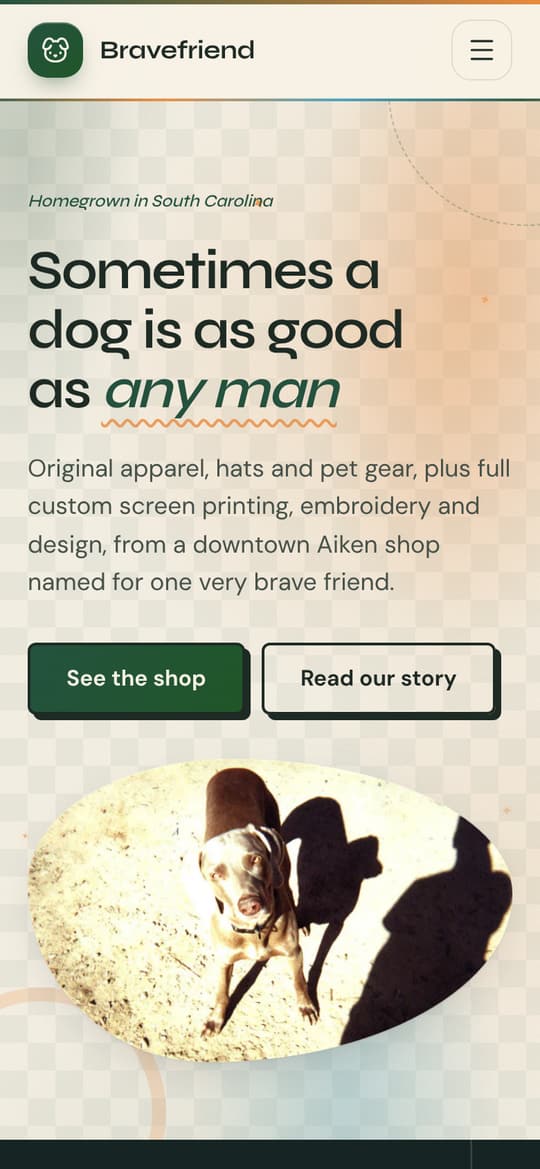 Bravefriend
Homegrown in South Carolina
Sometimes a
dog is as good
as any man
Original apparel, hats and pet gear, plus full
custom screen printing, embroidery and
design, from a downtown Aiken shop
named for one very brave friend.
See the shop
Read our story